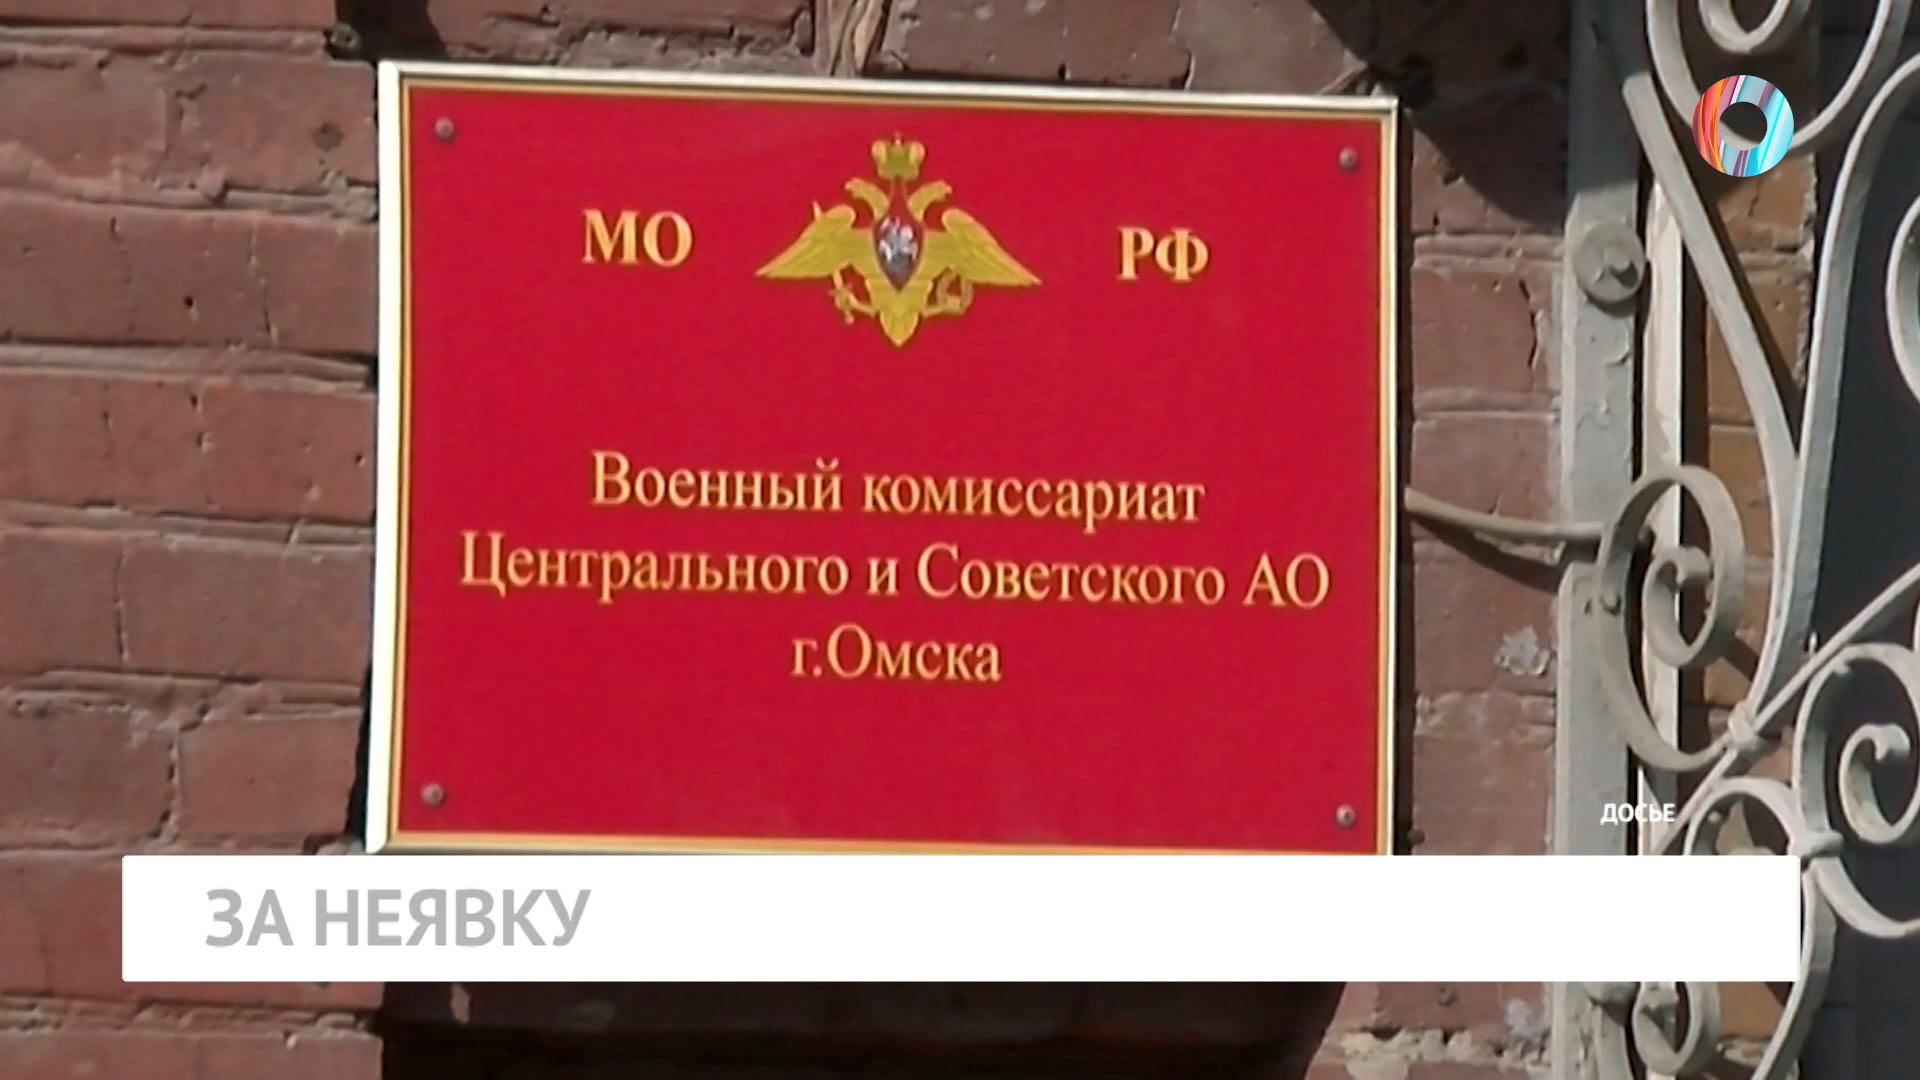 МО РФ
Военный комиссариат
Центрального и Советского АО
г.Омска
ДОСЬЕ
ЗА НЕЯВКУ